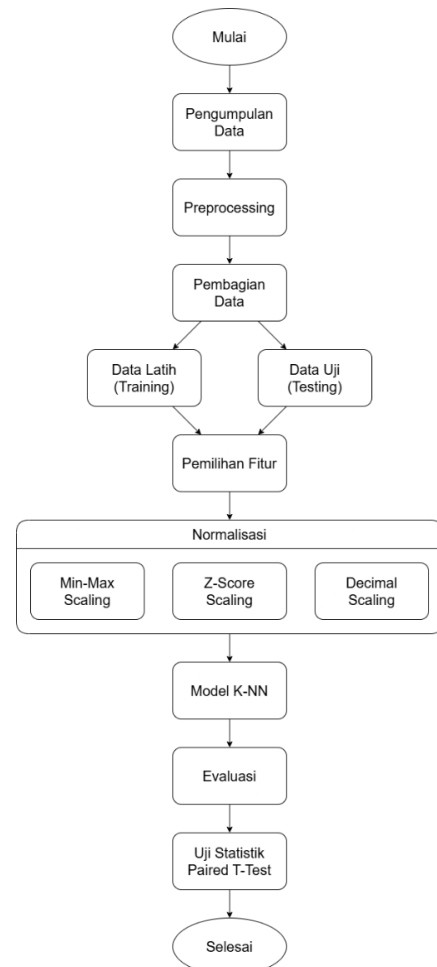 Mulai
Pengumpulan
Data
Preprocessing
Pembagian
Data
Data Latih
(Training)
Data Uji
(Testing)
Pemilihan Fitur
Normalisasi
Min-Max
Scaling
Z-Score
Scaling
Decimal
Scaling
Model K-NN
Evaluasi
Uji Statistik
Paired T-Test
Selesai